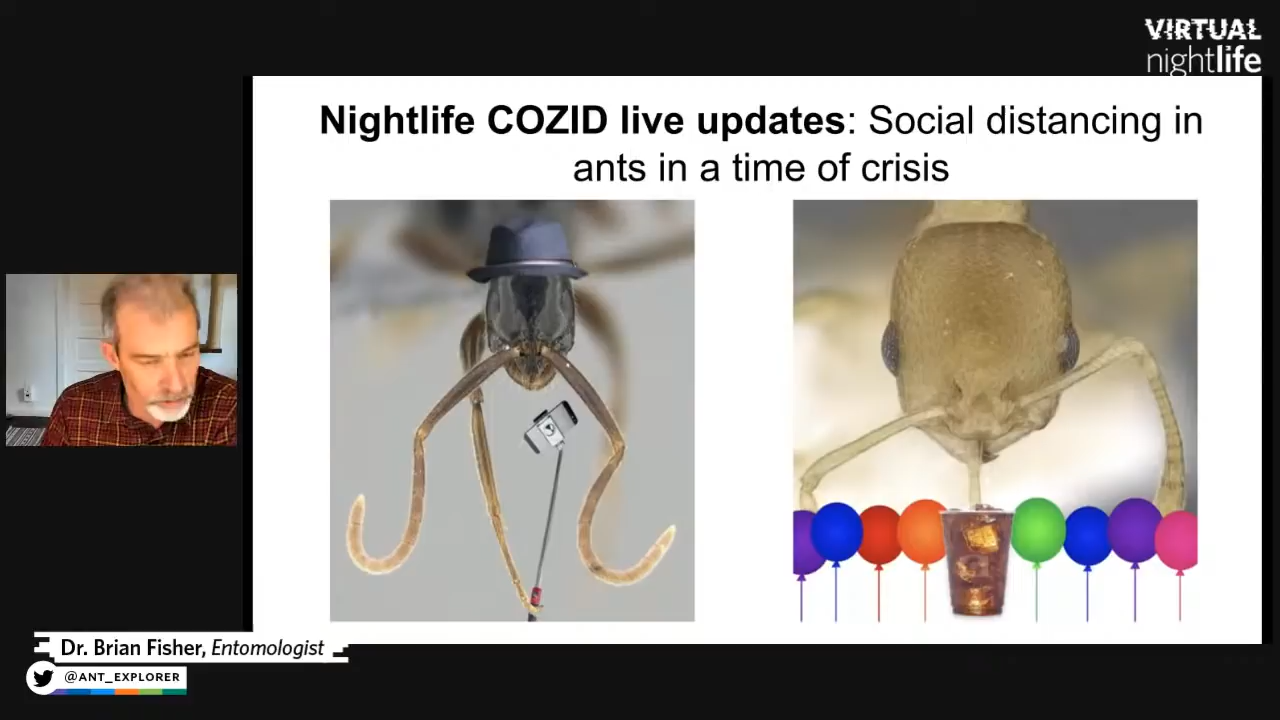 VIRTUAL
nightlife
Nightlife COZID live updates: Social distancing in
ants in a time of crisis
Dr. Brian Fisher, Entomologist
@ANT_EXPLORER